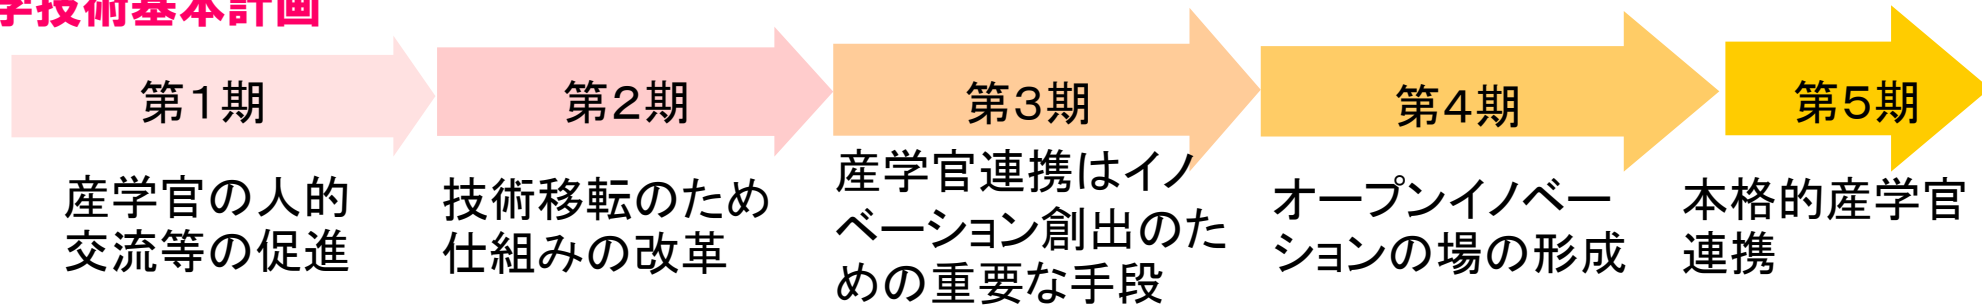 学技術基本計画
第1期
第2期
第3期
第4期
第5期
産学官の人的
交流等の促進
技術移転のため
仕組みの改革
産学官連携はイノ
ベーション創出のた
めの重要な手段
オープンイノベー
ションの場の形成
本格的産学官
連携